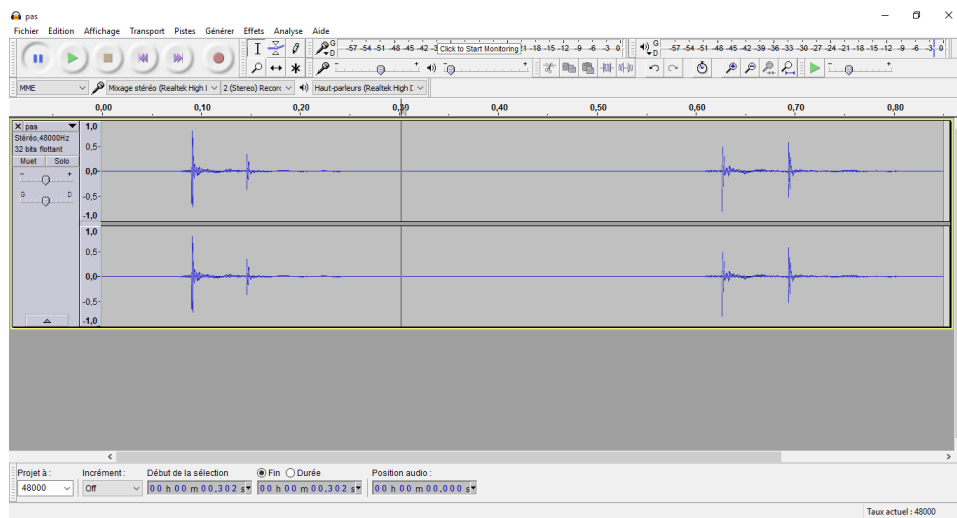 pas
Fichier Edition Affichage Transport Pistes Générer Effets Analyse Aide
G D -57 -54 -51 -48 -45 -42 -3 Click to Start Monitoring 1 -18 -15 -12 -9 -6 -3 0
G D -57 -54 -51 -48 -45 -42 -39 -36 -33 -30 -27 -24 -21 -18 -15 -12 -9 -6 -3 0
- + - + - +
MME Mixage stéréo (Realtek High I 2 (Stereo) Recorc Haut-parleurs (Realtek High D
0,00 0,10 0,20 0,30 0,40 0,50 0,60 0,70 0,80
X pas
Stéréo,48000Hz
32 bits flottant
Muet Solo
- +
G D
1,0
0,5-
0,0-
-0,5-
-1,0
1,0
0,5-
0,0-
-0,5-
-1,0
Projet à : Incrément : Début de la sélection Fin Durée Position audio :
48000 Off 00 h 00 m 00,302 s 00 h 00 m 00,302 s 00 h 00 m 00,000 s
Taux actuel : 48000